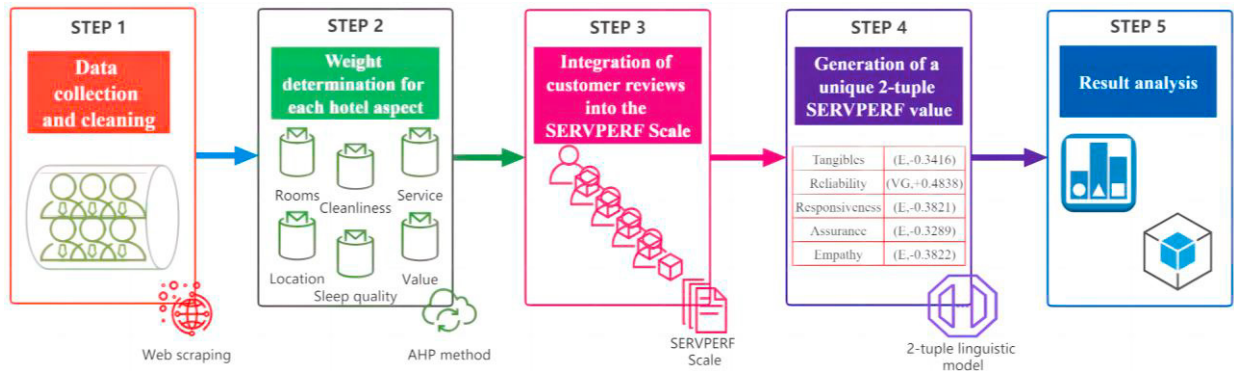 STEP 1
Data
collection
and cleaning
Web scraping
STEP 2
Weight
determination for
each hotel aspect
Rooms
Cleanliness
Service
Location
Sleep quality
Value
AHP method
STEP 3
Integration of
customer reviews
into the
SERVPERF Scale
SERVPERF
Scale
STEP 4
Generation of a
unique 2-tuple
SERVPERF value
Tangibles (E,-0.3416)
Reliability (VG,+0.4838)
Responsiveness (E,-0.3821)
Assurance (E,-0.3289)
Empathy (E,-0.3822)
2-tuple linguistic
model
STEP 5
Result analysis